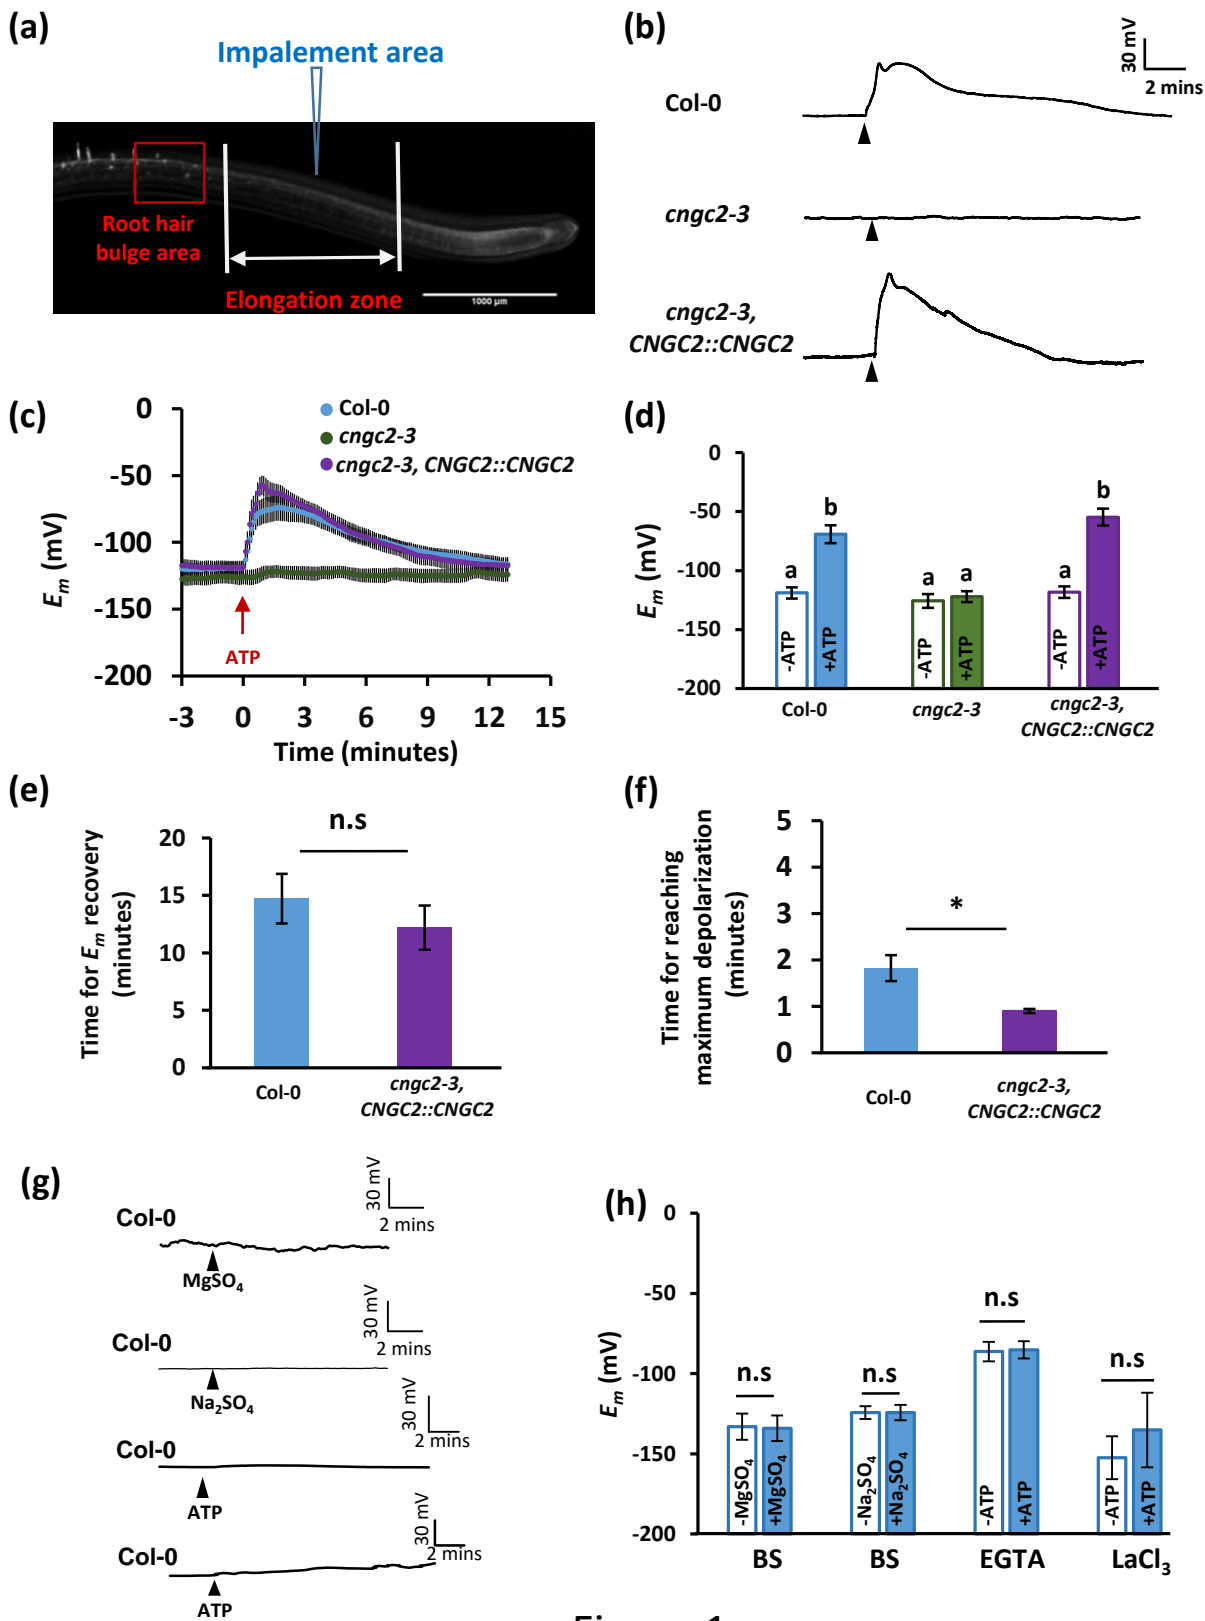 (a)
Impalement area
Root hair
bulge area
Elongation zone
1000 µm
(b)
30 mV
2 mins
Col-0
cngc2-3
cngc2-3,
CNGC2::CNGC2
(c)
Col-0
cngc2-3
cngc2-3, CNGC2::CNGC2
0
-50
-100
-150
-200
Em (mV)
ATP
-3 0 3 6 9 12 15
Time (minutes)
(d)
0
-50
-100
-150
-200
Em (mV)
a b a a a b
-ATP +ATP -ATP +ATP -ATP +ATP
Col-0 cngc2-3 cngc2-3,
CNGC2::CNGC2
(e)
Time for Em recovery
(minutes)
20
15
10
5
0
n.s
Col-0 cngc2-3,
CNGC2::CNGC2
(f)
Time for reaching
maximum depolarization
(minutes)
5
4
3
2
1
0
*
Col-0 cngc2-3,
CNGC2::CNGC2
(g)
30 mV
2 mins
Col-0
MgSO4
30 mV
2 mins
Col-0
Na2SO4
30 mV
2 mins
Col-0
ATP
30 mV
2 mins
Col-0
ATP
(h)
0
-50
-100
-150
-200
Em (mV)
n.s n.s n.s n.s
-MgSO4 +MgSO4 -Na2SO4 +Na2SO4 -ATP +ATP -ATP +ATP
BS BS EGTA LaCl3